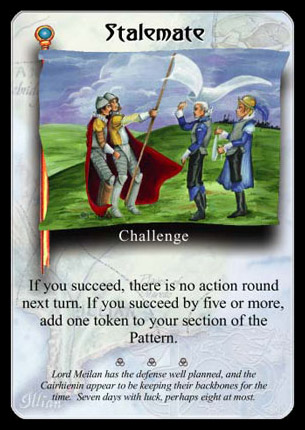 Stalemate
Challenge
If you succeed, there is no action round
next turn. If you succeed by five or more,
add one token to your section of the
Pattern.
Lord Meilan has the defense well planned, and the
Cairhienin appear to be keeping their backbones for the
time. Seven days with luck, perhaps eight at most.
Illian